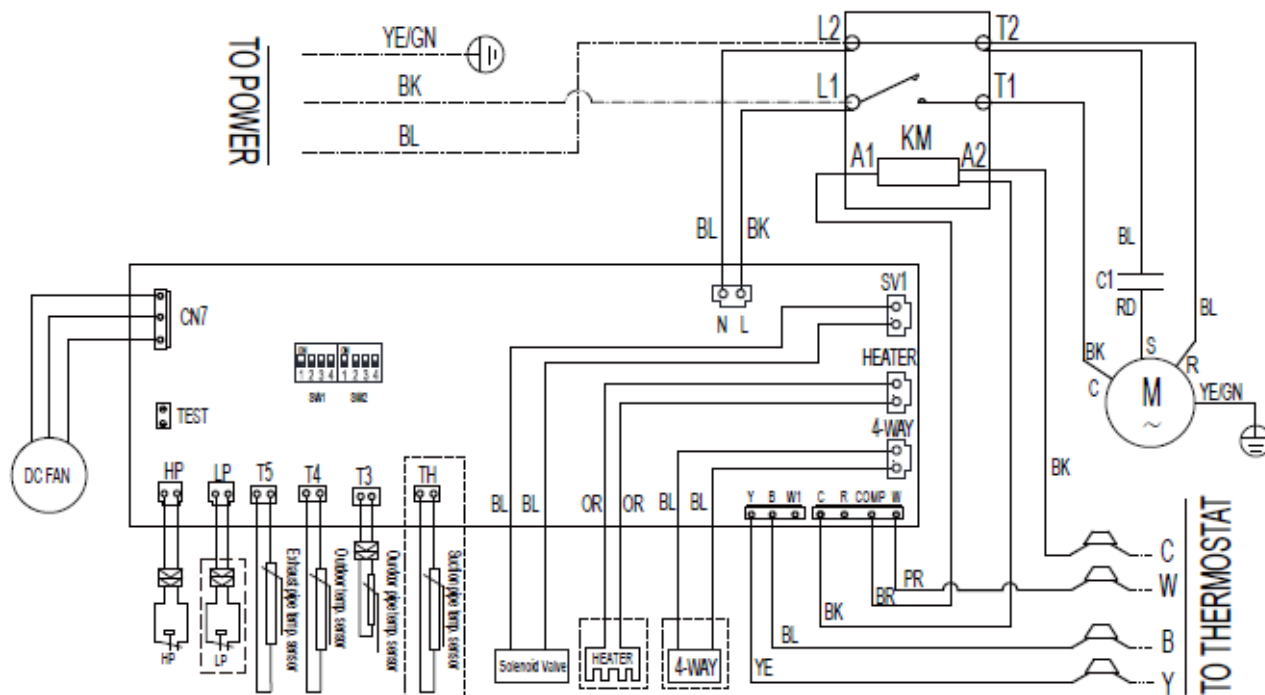 TO POWER
YE/GN
BK
BL
L2
T2
L1
T1
KM
A1
A2
BL
BK
BL
C1
RD
BL
BK
S
R
C
M
~
YE/GN
CN7
N L
SV1
HEATER
4-WAY
ON
ON
1 2 3 4
1 2 3 4
SW1
SW2
TEST
DC FAN
HP
LP
T5
T4
T3
TH
BL
BL
OR
OR
BL
BL
Y B W1
C R COMP W
BK
HP
LP
Exhaust pipe temp. sensor
Outdoor temp. sensor
Ourdoor pipe temp. sensor
Suction pipe temp. sensor
Solenoid Valve
HEATER
4-WAY
PR
BR
BK
BL
YE
C
W
B
Y
TO THERMOSTAT